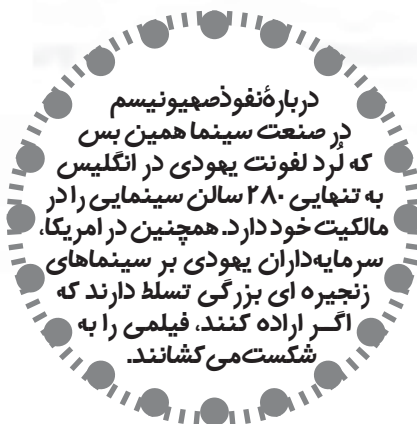 دربارهٔ نفوذ صهیونیسم
در صنعت سینما همین بس
که لُرد لفونت یهودی در انگلیس
به تنهایی ۲۸۰ سالن سینمایی را در
مالکیت خود دارد. همچنین در امریکا،
سرمایه‌داران یهودی بر سینماهای
زنجیره ای بزرگی تسلط دارند که
اگر اراده کنند، فیلمی را به
شکست می کشانند.